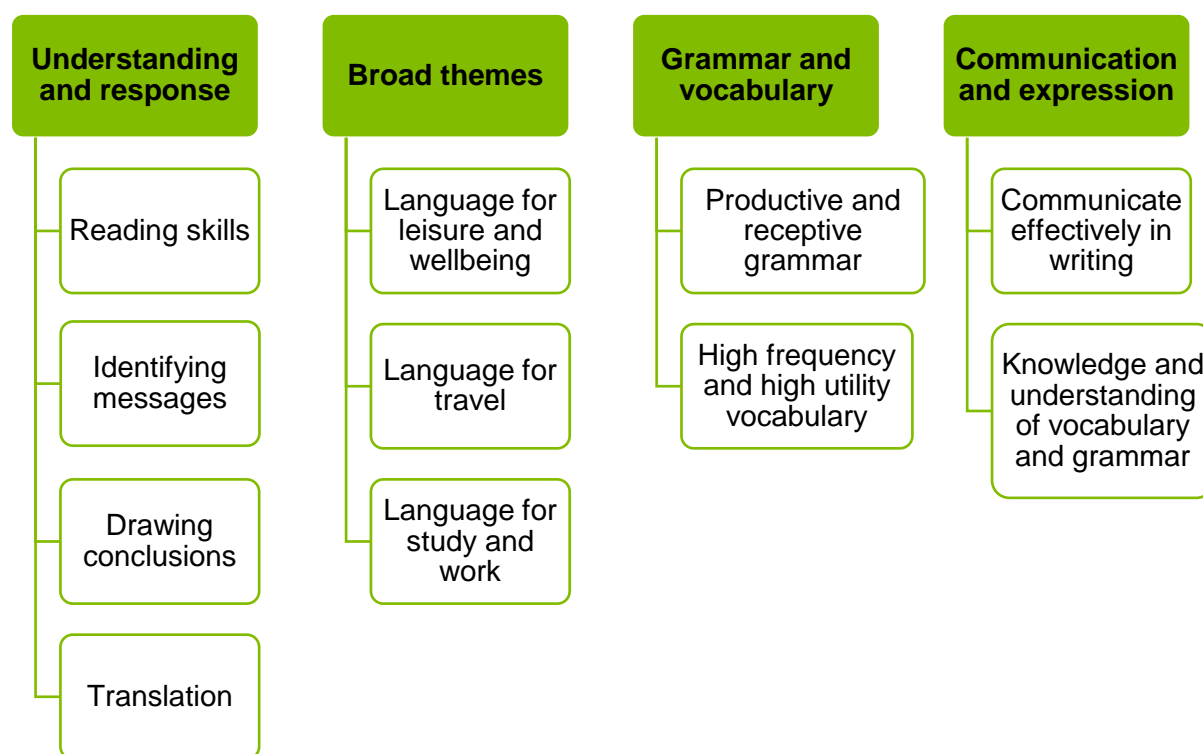 Understanding
and response
Reading skills
Identifying
messages
Drawing
conclusions
Translation
Broad themes
Language for
leisure and
wellbeing
Language for
travel
Language for
study and
work
Grammar and
vocabulary
Productive and
receptive
grammar
High frequency
and high utility
vocabulary
Communication
and expression
Communicate
effectively in
writing
Knowledge and
understanding
of vocabulary
and grammar